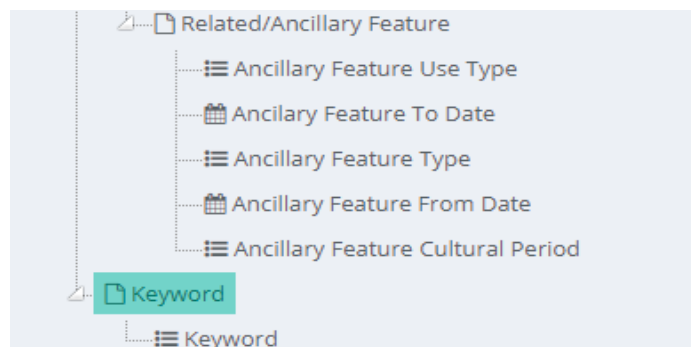 Related/Ancillary Feature
Ancillary Feature Use Type
Ancilary Feature To Date
Ancillary Feature Type
Ancillary Feature From Date
Ancillary Feature Cultural Period
Keyword
Keyword